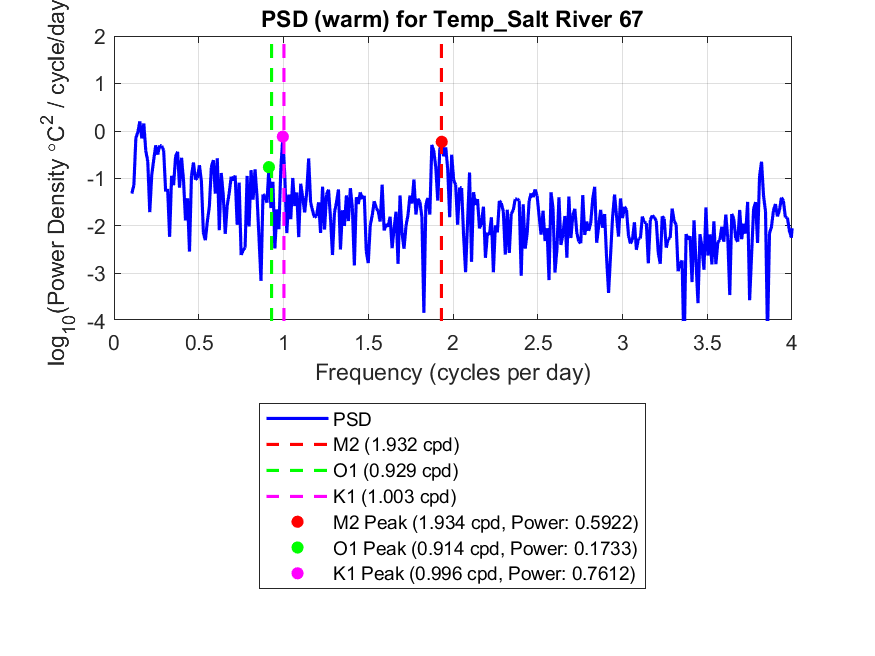 PSD (warm) for Temp_Salt River 67
log10(Power Density °C2 / cycle/day
2
1
0
-1
-2
-3
-4
0 0.5 1 1.5 2 2.5 3 3.5 4
Frequency (cycles per day)
PSD
M2 (1.932 cpd)
O1 (0.929 cpd)
K1 (1.003 cpd)
M2 Peak (1.934 cpd, Power: 0.5922)
O1 Peak (0.914 cpd, Power: 0.1733)
K1 Peak (0.996 cpd, Power: 0.7612)